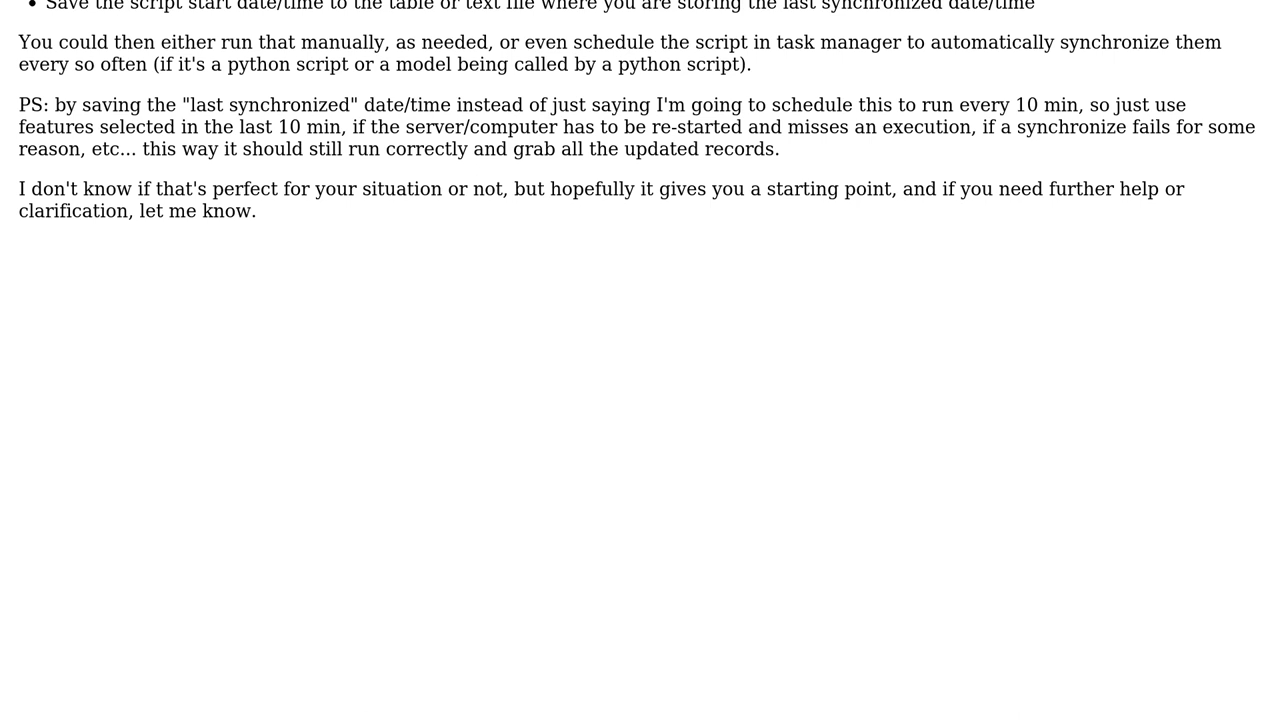 • Save the script start date/time to the table or text file where you are storing the last synchronized date/time
You could then either run that manually, as needed, or even schedule the script in task manager to automatically synchronize them
every so often (if it's a python script or a model being called by a python script).
PS: by saving the "last synchronized" date/time instead of just saying I'm going to schedule this to run every 10 min, so just use
features selected in the last 10 min, if the server/computer has to be re-started and misses an execution, if a synchronize fails for some
reason, etc... this way it should still run correctly and grab all the updated records.
I don't know if that's perfect for your situation or not, but hopefully it gives you a starting point, and if you need further help or
clarification, let me know.